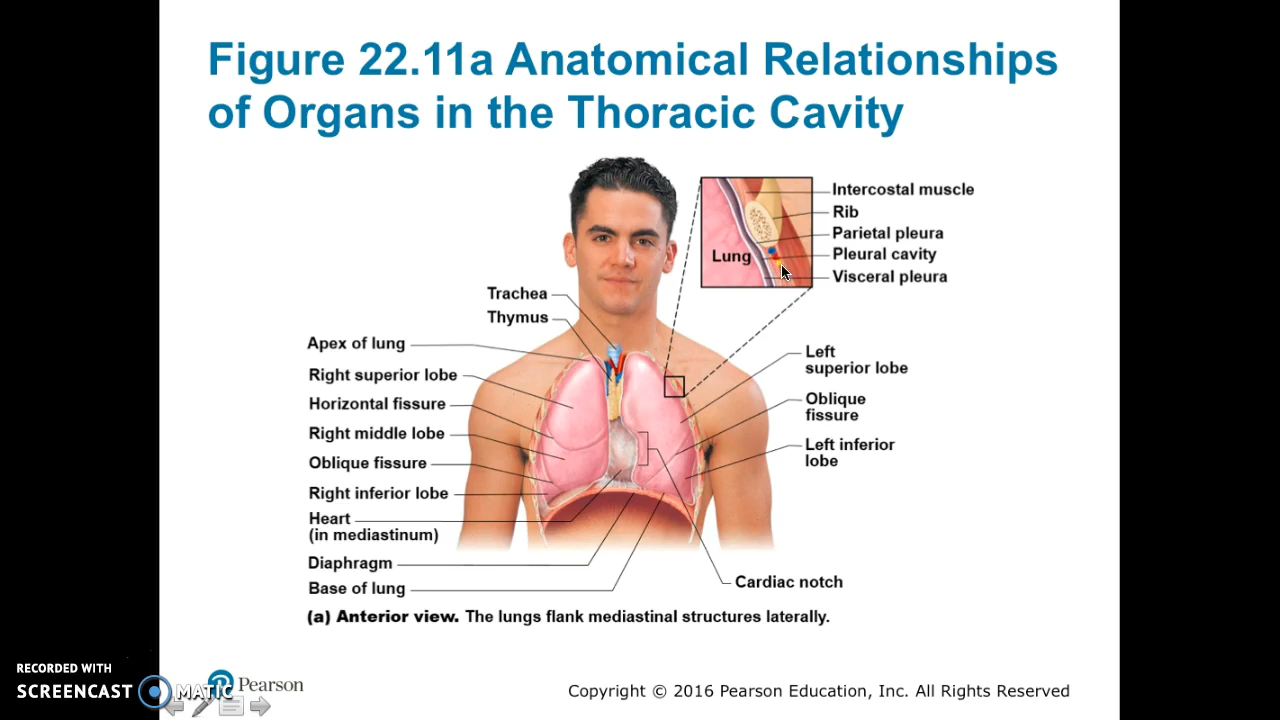 Figure 22.11a Anatomical Relationships
of Organs in the Thoracic Cavity
Intercostal muscle
Rib
Parietal pleura
Pleural cavity
Visceral pleura
Lung
Trachea
Thymus
Apex of lung
Right superior lobe
Horizontal fissure
Right middle lobe
Oblique fissure
Right inferior lobe
Heart
(in mediastinum)
Diaphragm
Base of lung
Left
superior lobe
Oblique
fissure
Left inferior
lobe
Cardiac notch
(a) Anterior view. The lungs flank mediastinal structures laterally.
RECORDED WITH
SCREENCAST MATIC
Pearson
Copyright © 2016 Pearson Education, Inc. All Rights Reserved